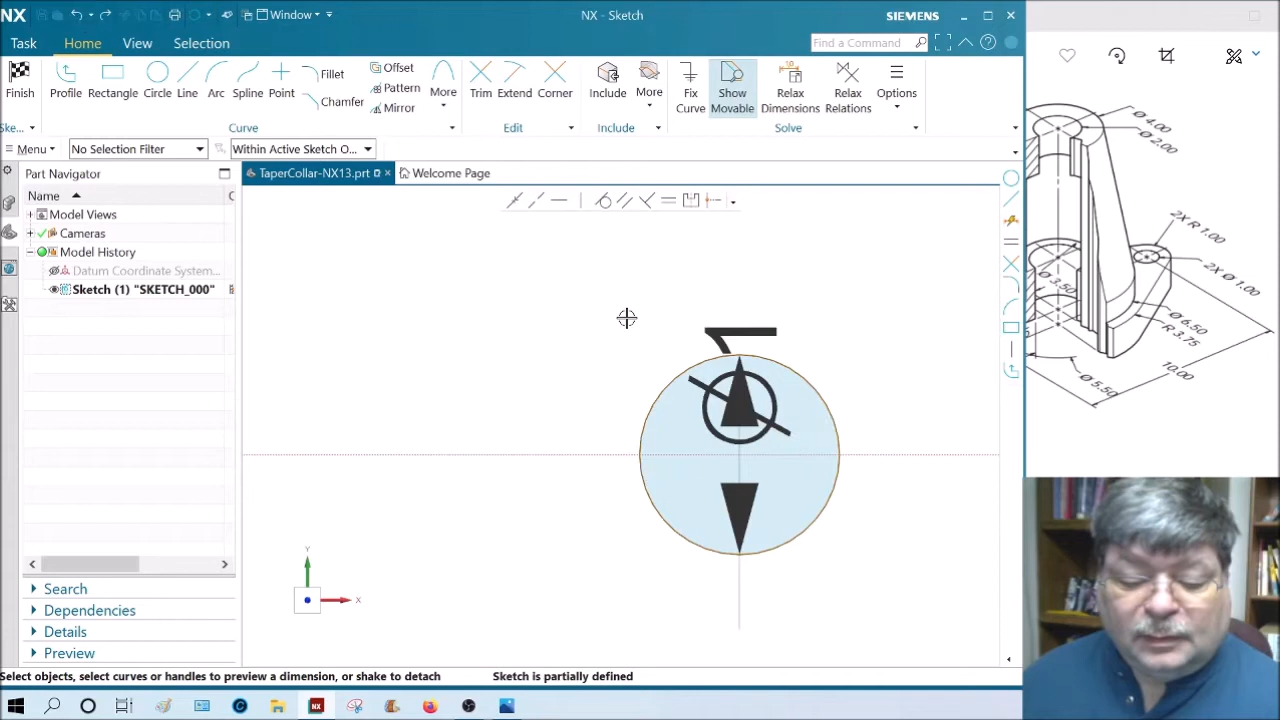 NX
Window
NX - Sketch
SIEMENS
Task
Home
View
Selection
Find a Command
Finish
Profile
Rectangle
Circle
Line
Arc
Spline
Point
Fillet
Chamfer
Offset
Pattern
Mirror
More
Trim
Extend
Corner
Include
More
Fix
Curve
Show
Movable
Relax
Dimensions
Relax
Relations
Options
Ske...
Curve
Edit
Include
Solve
Menu
No Selection Filter
Within Active Sketch O...
Part Navigator
TaperCollar-NX13.prt
Welcome Page
Name
Model Views
Cameras
Model History
Datum Coordinate System...
Sketch (1) "SKETCH_000"
Ø1
Y
X
Search
Dependencies
Details
Preview
Select objects, select curves or handles to preview a dimension, or shake to detach
Sketch is partially defined
Ø 4.00
Ø 2.00
2X R 1.00
2X Ø 1.00
Ø 3.50
Ø 6.50
R 3.75
10.00
Ø 5.50